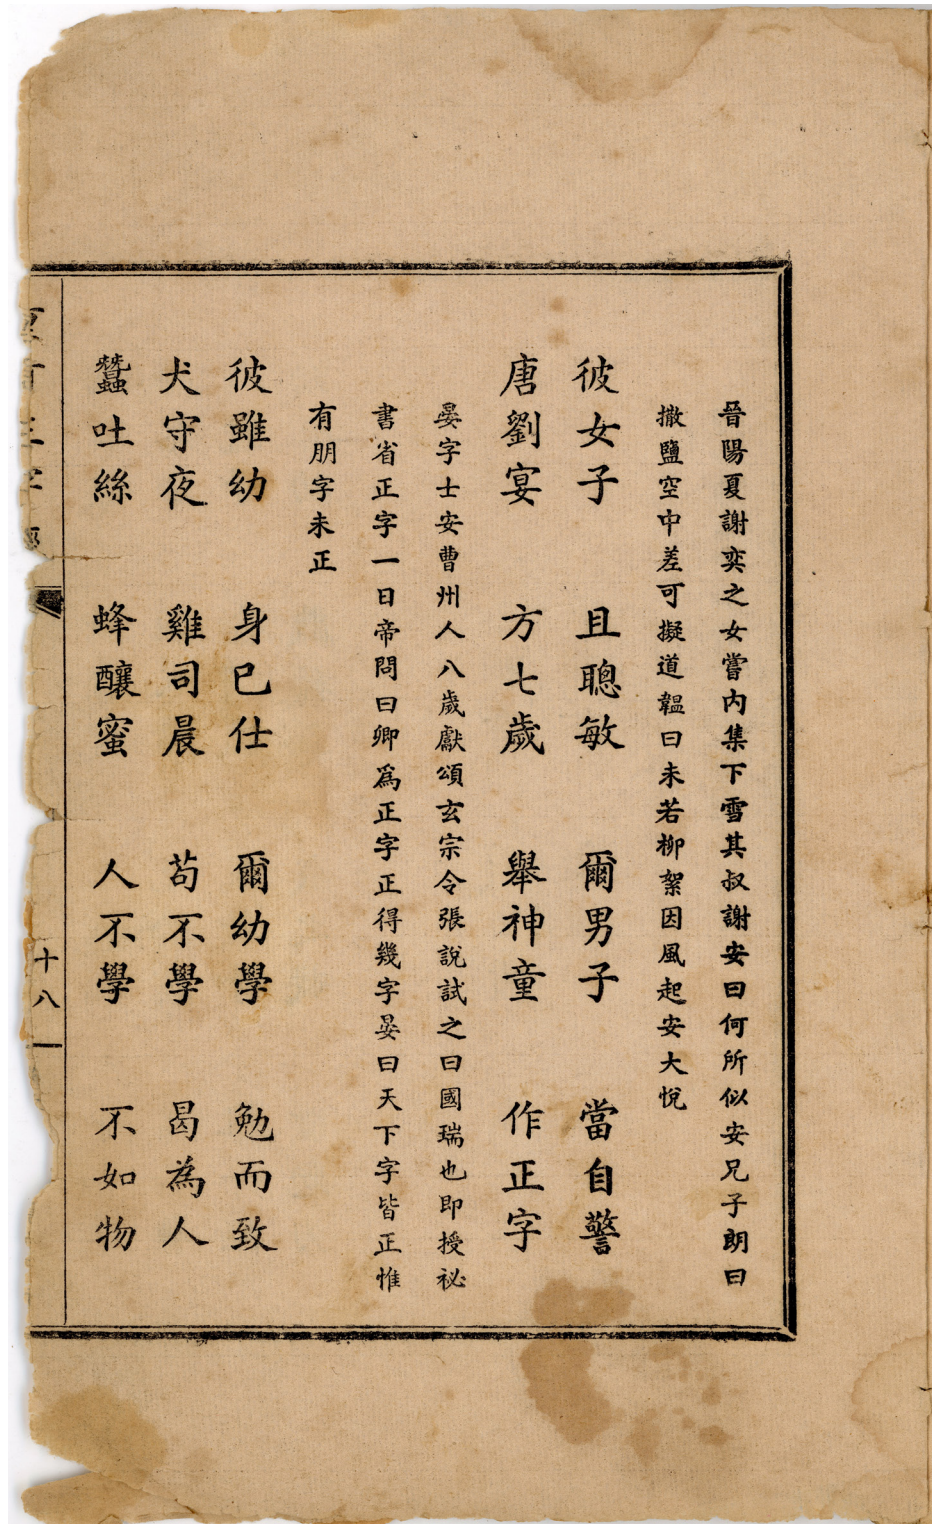 晉陽夏謝奕之女嘗內集下雪其叔謝安曰何所似安兄子朗曰
撒鹽空中差可擬道韞曰未若柳絮因風起安大悅
彼女子 且聰敏 爾男子 當自警
唐劉宴 方七歲 舉神童 作正字
晏字士安曹州人八歲獻頌玄宗令張說試之曰國瑞也即授祕
書省正字一日帝問曰卿爲正字正得幾字晏曰天下字皆正惟
有朋字未正
彼雖幼 身已仕 爾幼學 勉而致
犬守夜 雞司晨 苟不學 曷為人
蠶吐絲 蜂釀蜜 人不學 不如物
三字經
十八